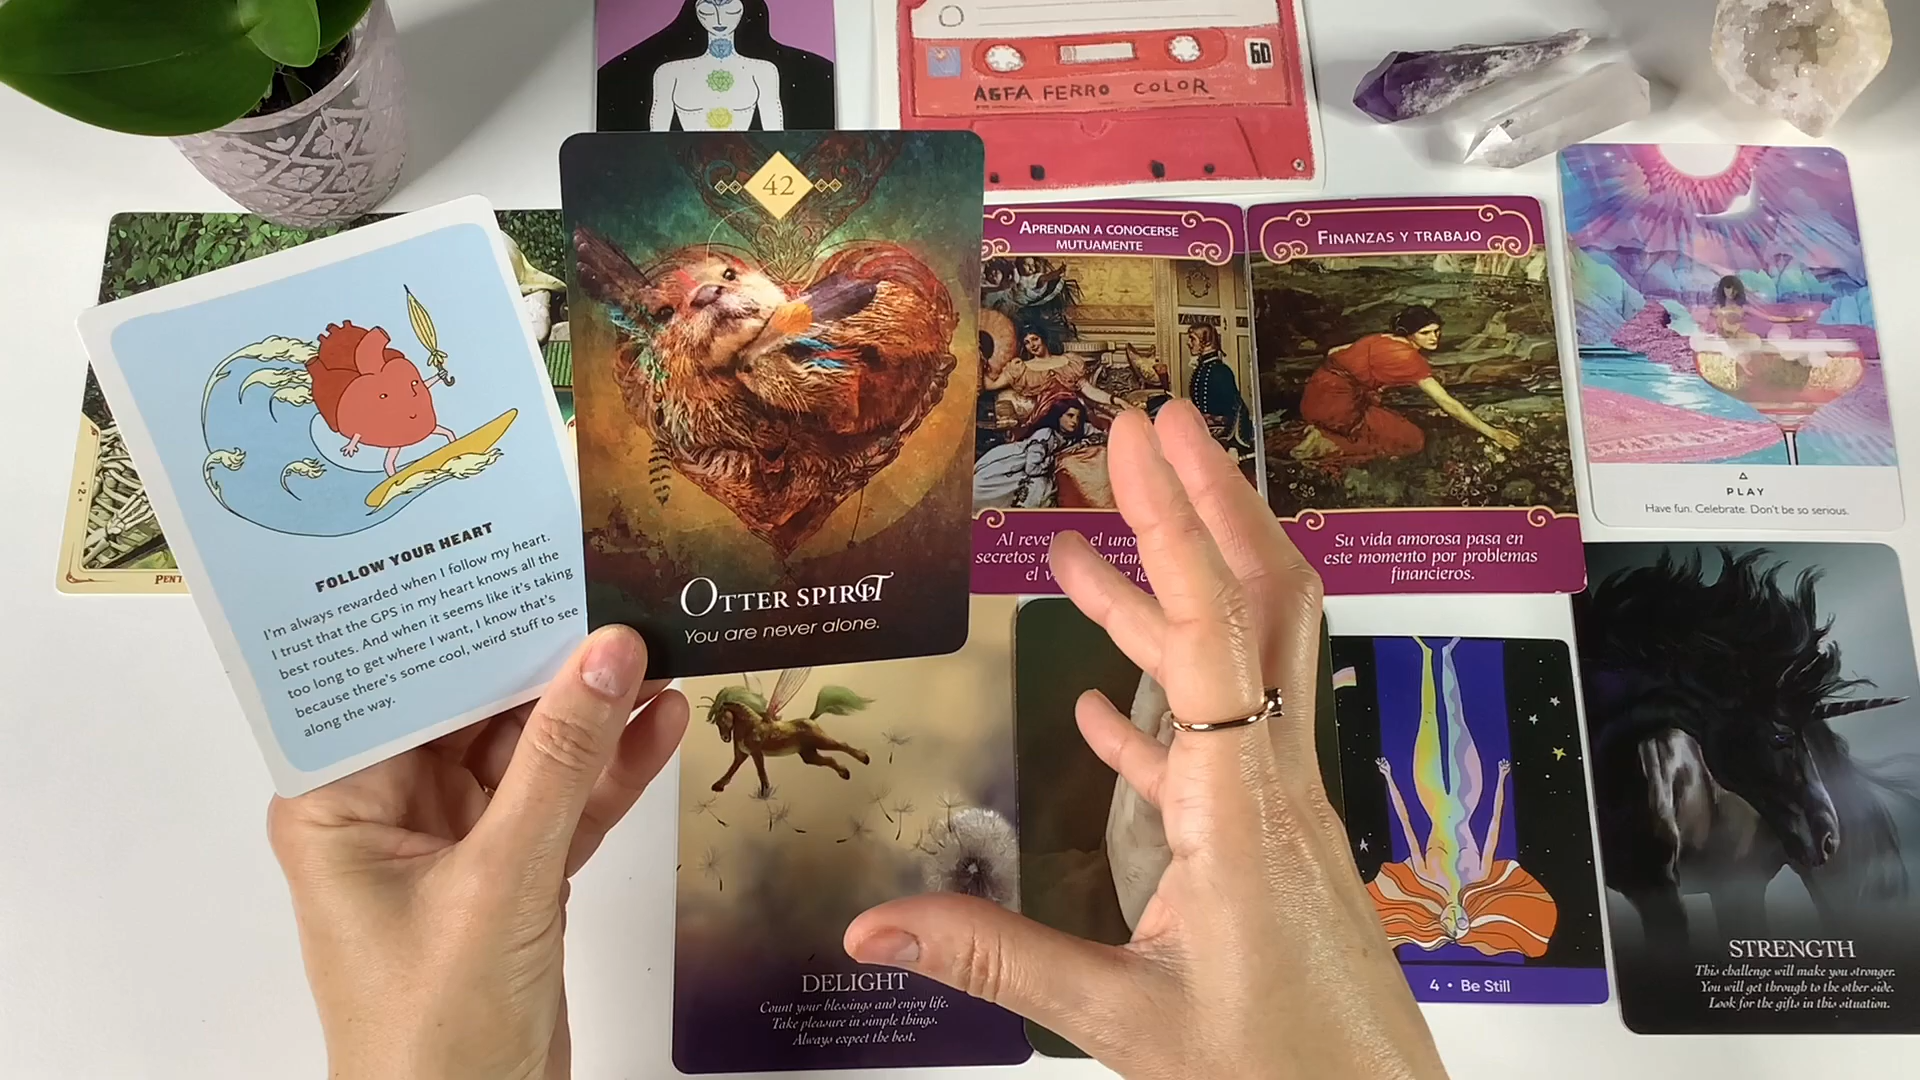 60
AGFA FERRO COLOR
42
OTTER SPIRIT
You are never alone.
FOLLOW YOUR HEART
I'm always rewarded when I follow my heart.
I trust that the GPS in my heart knows all the
best routes. And when it seems like it's taking
too long to get where I want, I know that's
because there's some cool, weird stuff to see
along the way.
APRENDAN A CONOCERSE
MUTUAMENTE
Al el uno
secretos
el
FINANZAS Y TRABAJO
Su vida amorosa pasa en
este momento por problemas
financieros.
PLAY
Have fun. Celebrate. Don't be so serious.
2
DELIGHT
Count your blessings and enjoy life.
Take pleasure in simple things.
Always expect the best.
4 • Be Still
STRENGTH
This challenge will make you stronger.
You will get through to the other side.
Look for the gifts in this situation.